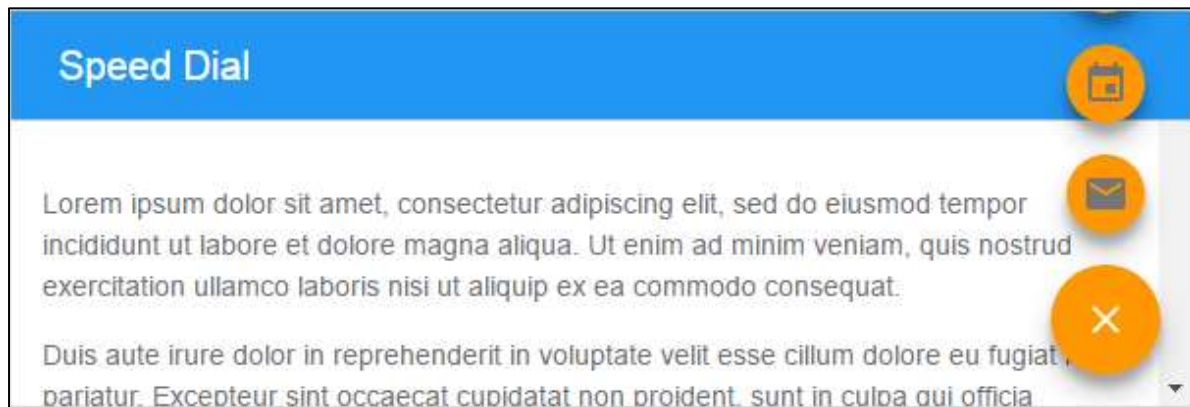 Speed Dial
Lorem ipsum dolor sit amet, consectetur adipiscing elit, sed do eiusmod tempor
incididunt ut labore et dolore magna aliqua. Ut enim ad minim veniam, quis nostrud
exercitation ullamco laboris nisi ut aliquip ex ea commodo consequat.
Duis aute irure dolor in reprehenderit in voluptate velit esse cillum dolore eu fugiat
pariatur. Excepteur sint occaecat cupidatat non proident, sunt in culpa qui officia